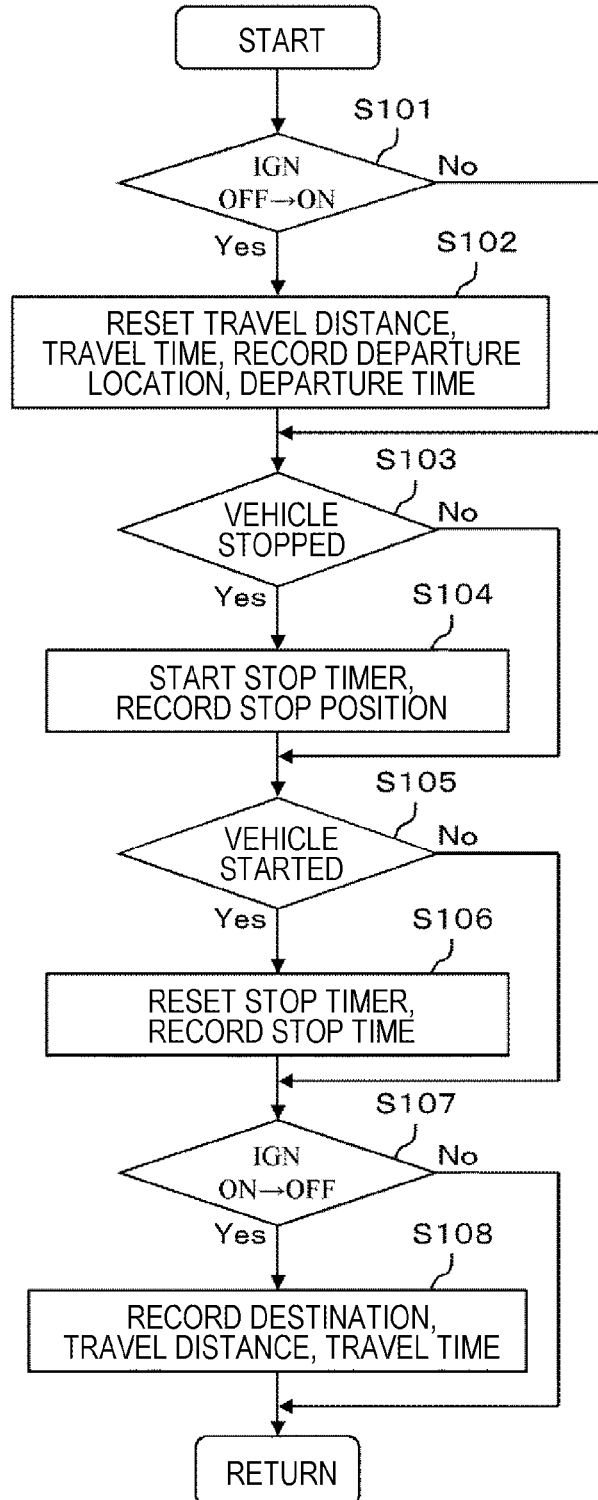 START
S101
IGN
OFF→ON
No
Yes
S102
RESET TRAVEL DISTANCE,
TRAVEL TIME, RECORD DEPARTURE
LOCATION, DEPARTURE TIME
S103
VEHICLE
STOPPED
No
Yes
S104
START STOP TIMER,
RECORD STOP POSITION
S105
VEHICLE
STARTED
No
Yes
S106
RESET STOP TIMER,
RECORD STOP TIME
S107
IGN
ON→OFF
No
Yes
S108
RECORD DESTINATION,
TRAVEL DISTANCE, TRAVEL TIME
RETURN